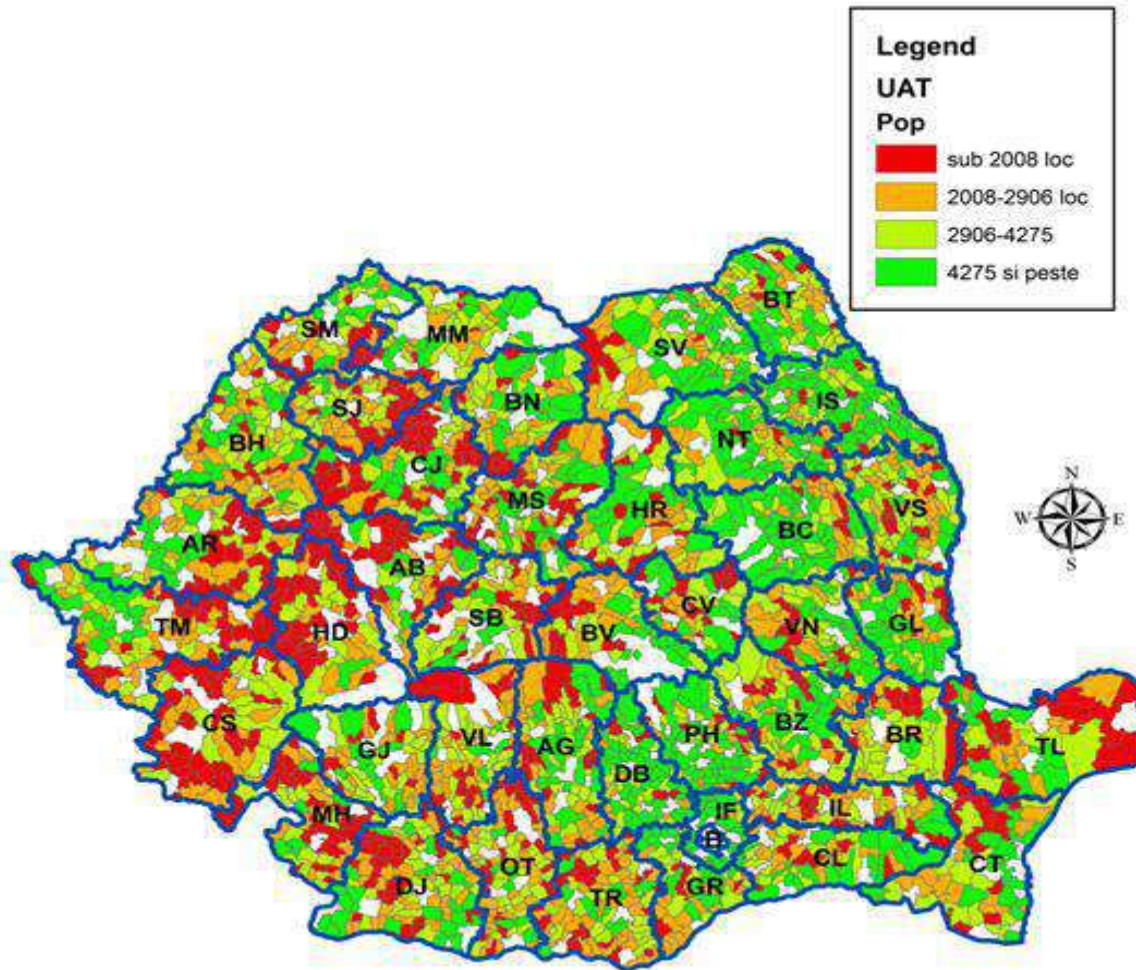 Legend
UAT
Pop
sub 2008 loc
2008-2906 loc
2906-4275
4275 si peste
BT
SM
MM
SV
SJ
BN
IS
BH
CJ
NT
MS
HR
VS
AR
BC
AB
TM
HD
SB
BV
CV
VN
GL
CS
GJ
VL
AG
PH
BZ
BR
TL
DB
MH
IF
IL
B
DJ
OT
TR
GR
CL
CT
N
W
E
S